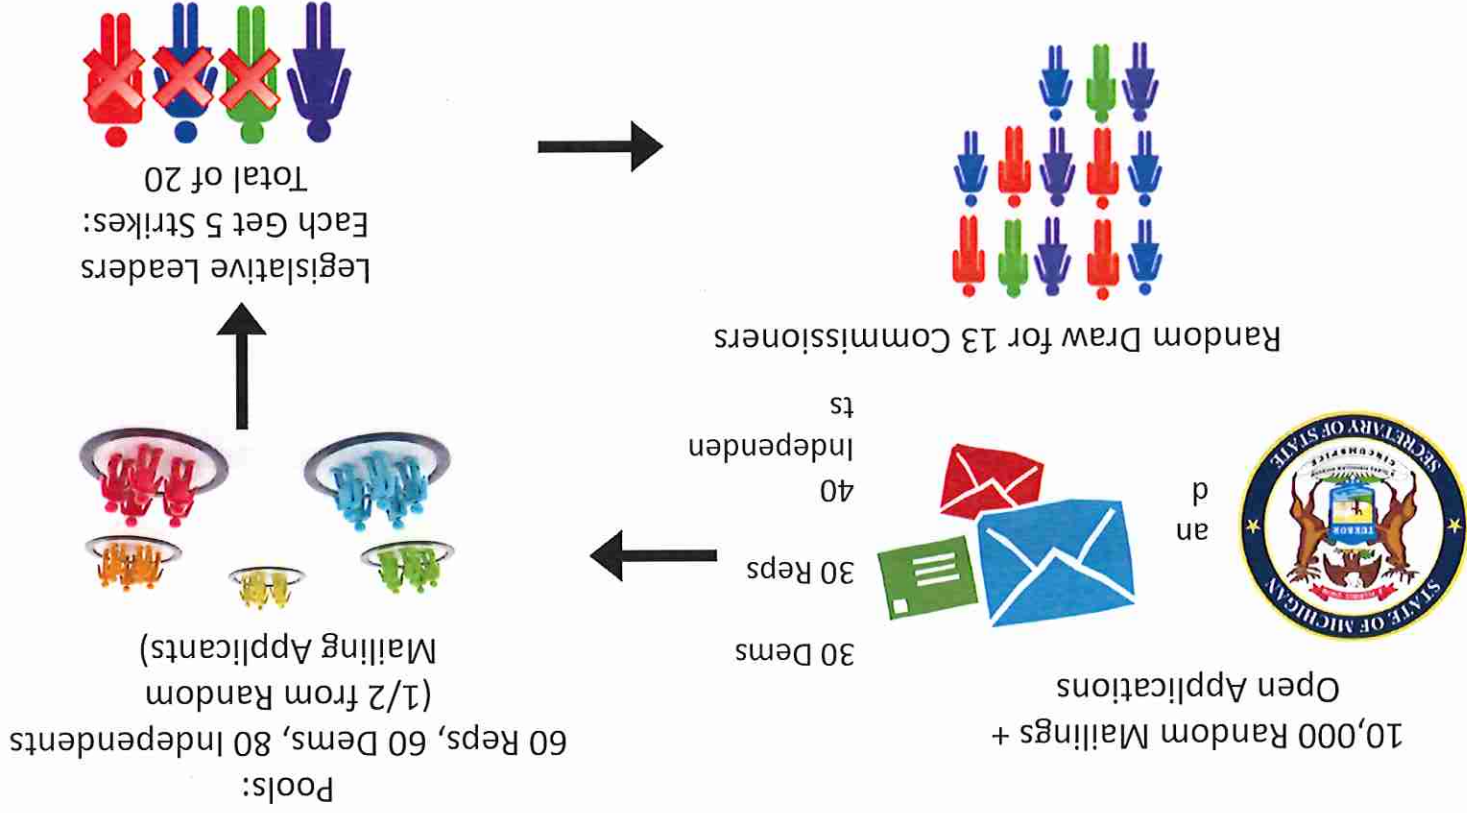 10,000 Random Mailings +
Open Applications
STATE OF MICHIGAN
TUEBOR
CIRCUMSPICE
SECRETARY OF STATE
an
d
30 Dems
30 Reps
40
Independen
ts
Pools:
60 Reps, 60 Dems, 80 Independents
(1/2 from Random
Mailing Applicants)
Random Draw for 13 Commissioners
Legislative Leaders
Each Get 5 Strikes:
Total of 20